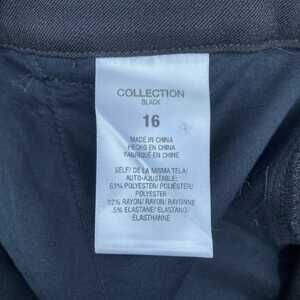 COLLECTION
BLACK
16
MADE IN CHINA
HECHO EN CHINA
FABRIQUÉ EN CHINE
SELF/ DE LA MISMA TELA/
AUTO-AJUSTABLE:
63% POLYESTER/ POLIÉSTER/
POLYESTER
32% RAYON/ RAYÓN/ RAYONNE
5% ELASTANE/ ELASTANO/
ÉLASTHANNE